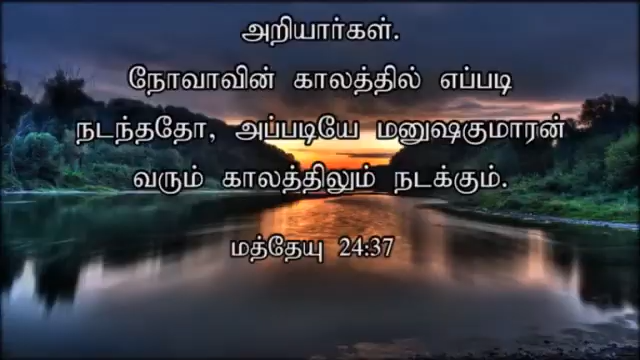 அறியார்கள்.
நோவாவின் காலத்தில் எப்படி
நடந்ததோ, அப்படியே மனுஷகுமாரன்
வரும் காலத்திலும் நடக்கும்.
மத்தேயு 24:37